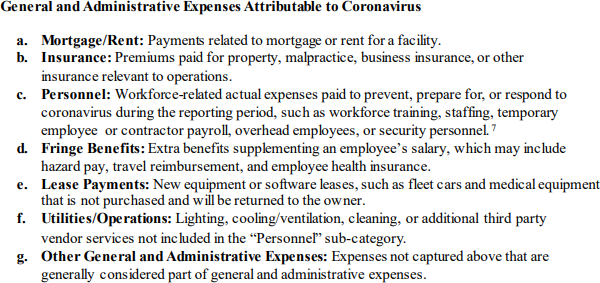 General and Administrative Expenses Attributable to Coronavirus
a. Mortgage/Rent: Payments related to mortgage or rent for a facility.
b. Insurance: Premiums paid for property, malpractice, business insurance, or other
insurance relevant to operations.
c. Personnel: Workforce-related actual expenses paid to prevent, prepare for, or respond to
coronavirus during the reporting period, such as workforce training, staffing, temporary
employee or contractor payroll, overhead employees, or security personnel. 7
d. Fringe Benefits: Extra benefits supplementing an employee's salary, which may include
hazard pay, travel reimbursement, and employee health insurance.
e. Lease Payments: New equipment or software leases, such as fleet cars and medical equipment
that is not purchased and will be returned to the owner.
f. Utilities/Operations: Lighting, cooling/ventilation, cleaning, or additional third party
vendor services not included in the “Personnel” sub-category.
g. Other General and Administrative Expenses: Expenses not captured above that are
generally considered part of general and administrative expenses.